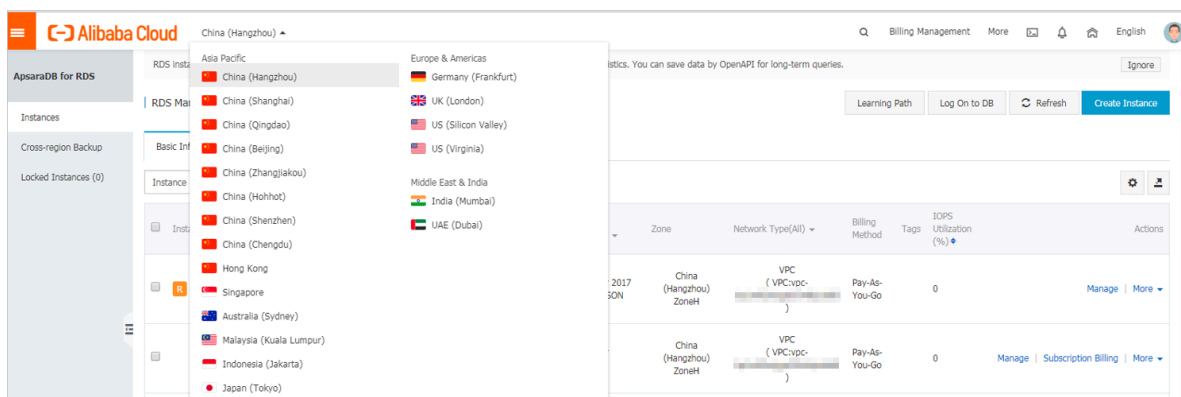 Alibaba Cloud
China (Hangzhou)
Billing Management
More
English
ApsaraDB for RDS
Instances
Cross-region Backup
Locked Instances (0)
RDS insta
istics. You can save data by OpenAPI for long-term queries.
Ignore
RDS Mar
Learning Path
Log On to DB
Refresh
Create Instance
Basic Inf
Instance
Asia Pacific
China (Hangzhou)
China (Shanghai)
China (Qingdao)
China (Beijing)
China (Zhangjiakou)
China (Hohhot)
China (Shenzhen)
China (Chengdu)
Hong Kong
Singapore
Australia (Sydney)
Malaysia (Kuala Lumpur)
Indonesia (Jakarta)
Japan (Tokyo)
Europe & Americas
Germany (Frankfurt)
UK (London)
US (Silicon Valley)
US (Virginia)
Middle East & India
India (Mumbai)
UAE (Dubai)
Insta
Zone
Network Type(All)
Billing
Method
Tags
IOPS
Utilization
(%)
Actions
R
2017
SON
China
(Hangzhou)
ZoneH
VPC
( VPC:vpc-
)
Pay-As-
You-Go
0
Manage | More
China
(Hangzhou)
ZoneH
VPC
( VPC:vpc-
)
Pay-As-
You-Go
0
Manage | Subscription Billing | More